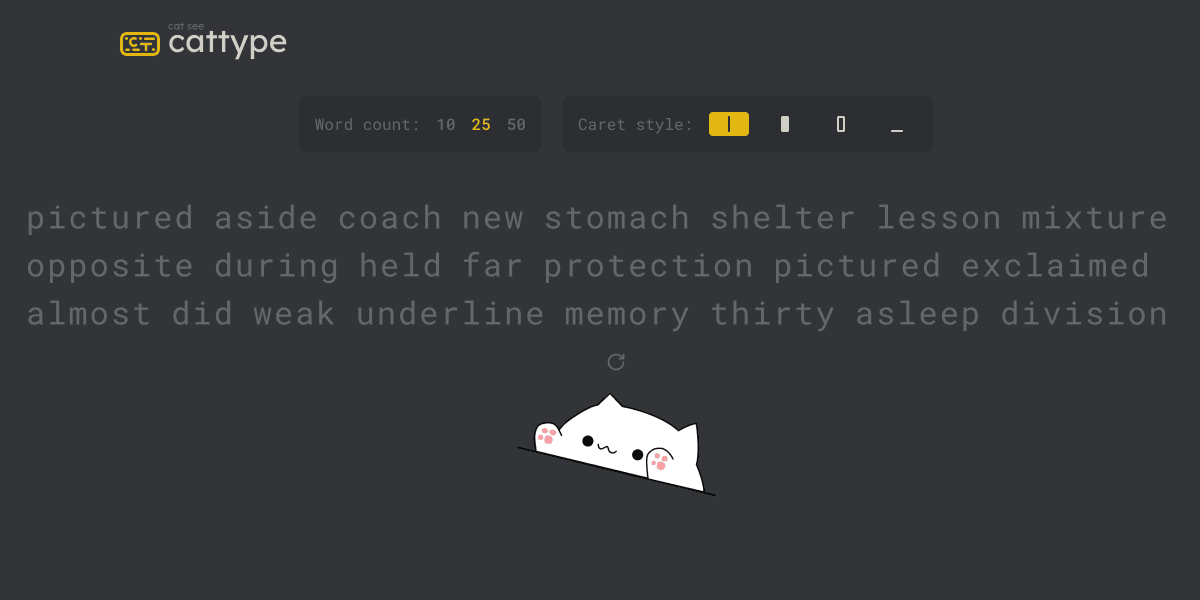 cat see
cattype
Word count: 10 25 50
Caret style:
pictured aside coach new stomach shelter lesson mixture
opposite during held far protection pictured exclaimed
almost did weak underline memory thirty asleep division